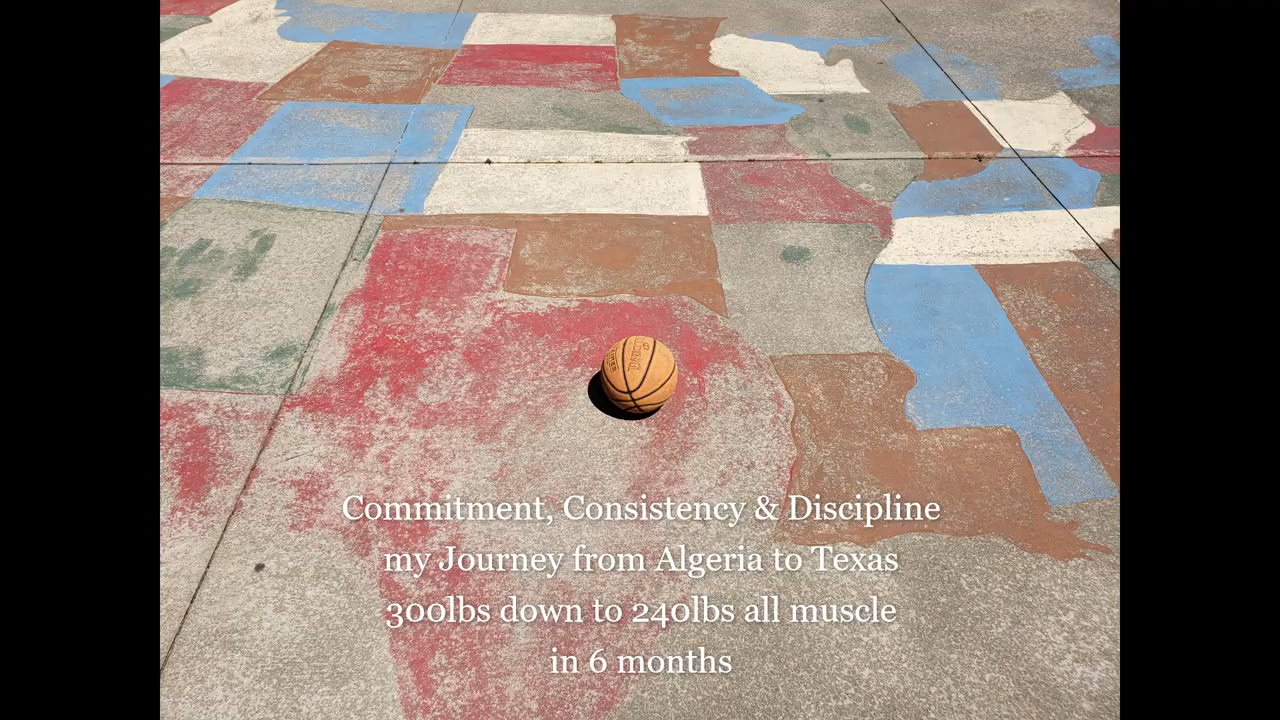 Commitment, Consistency & Discipline
my Journey from Algeria to Texas
300lbs down to 240lbs all muscle
in 6 months